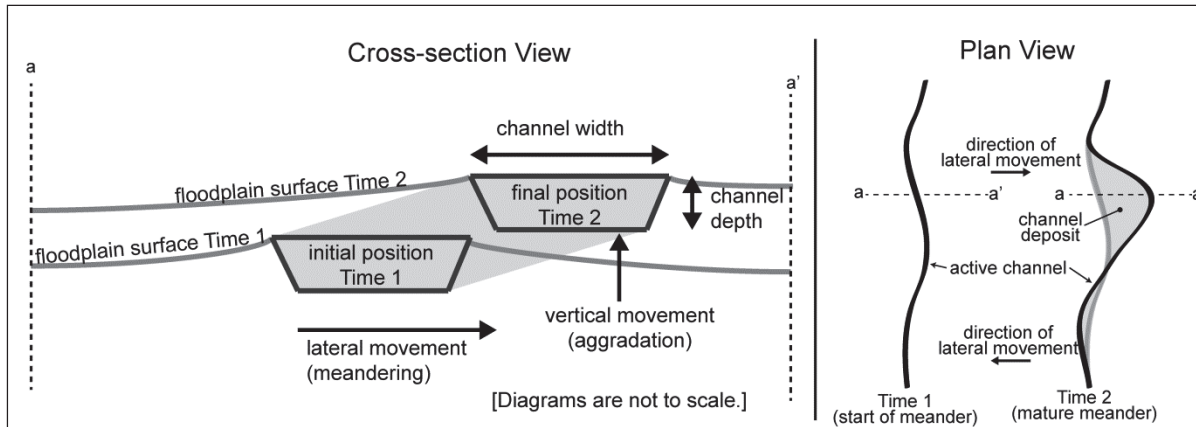 Cross-section View
a
a'
channel width
floodplain surface Time 2
final position
Time 2
channel
depth
floodplain surface Time 1
initial position
Time 1
vertical movement
(aggradation)
lateral movement
(meandering)
[Diagrams are not to scale.]
Plan View
direction of
lateral movement
a
a'
a
a'
channel
deposit
active channel
direction of
lateral movement
Time 1
(start of meander)
Time 2
(mature meander)